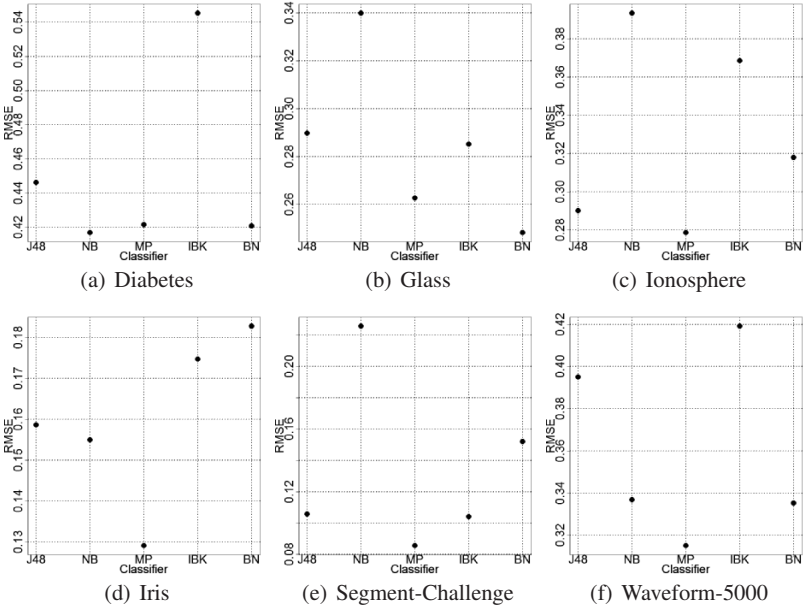 RMSE
0.42 0.44 0.46 0.48 0.50 0.52 0.54
J48 NB MP IBK BN
Classifier
(a) Diabetes
RMSE
0.26 0.28 0.30 0.34
J48 NB MP IBK BN
Classifier
(b) Glass
RMSE
0.28 0.30 0.32 0.34 0.36 0.38
J48 NB MP IBK BN
Classifier
(c) Ionosphere
RMSE
0.13 0.14 0.15 0.16 0.17 0.18
J48 NB MP IBK BN
Classifier
(d) Iris
RMSE
0.08 0.12 0.16 0.20
J48 NB MP IBK BN
Classifier
(e) Segment-Challenge
RMSE
0.32 0.34 0.36 0.38 0.40 0.42
J48 NB MP IBK BN
Classifier
(f) Waveform-5000